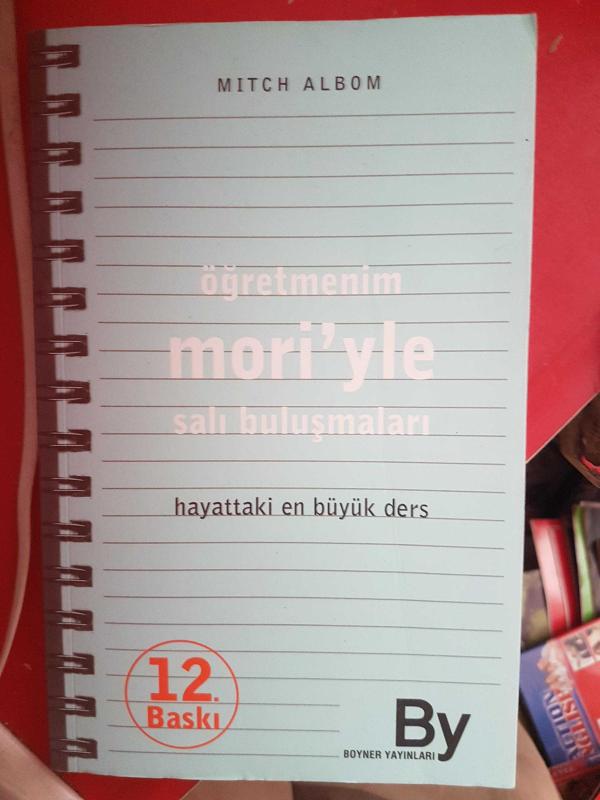 MITCH ALBOM
öğretmenim
mori'yle
salı buluşmaları
hayattaki en büyük ders
12.
Baskı
By
BOYNER YAYINLARI